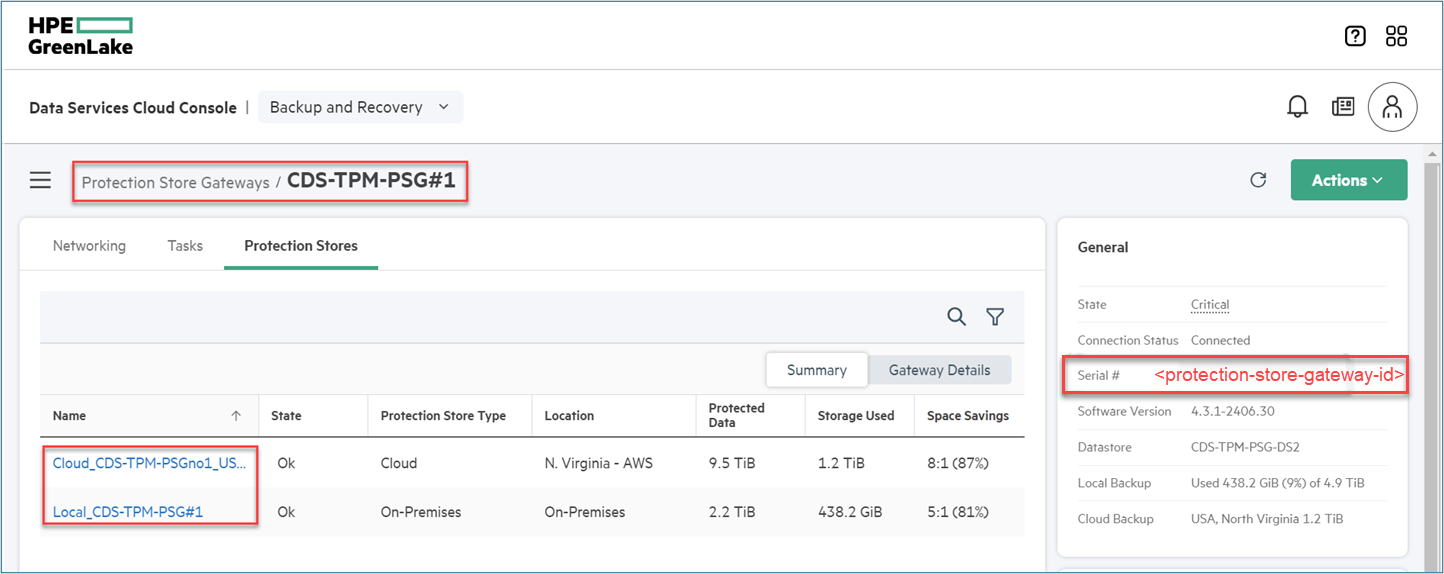 HPE
GreenLake
Data Services Cloud Console | Backup and Recovery
Protection Store Gateways / CDS-TPM-PSG#1
Actions
Networking Tasks Protection Stores
Summary Gateway Details
Name State Protection Store Type Location Protected Data Storage Used Space Savings
Cloud_CDS-TPM-PSGno1_US... Ok Cloud N. Virginia - AWS 9.5 TiB 1.2 TiB 8:1 (87%)
Local_CDS-TPM-PSG#1 Ok On-Premises On-Premises 2.2 TiB 438.2 GiB 5:1 (81%)
General
State Critical
Connection Status Connected
Serial # <protection-store-gateway-id>
Software Version 4.3.1-2406.30
Datastore CDS-TPM-PSG-DS2
Local Backup Used 438.2 GiB (9%) of 4.9 TiB
Cloud Backup USA, North Virginia 1.2 TiB